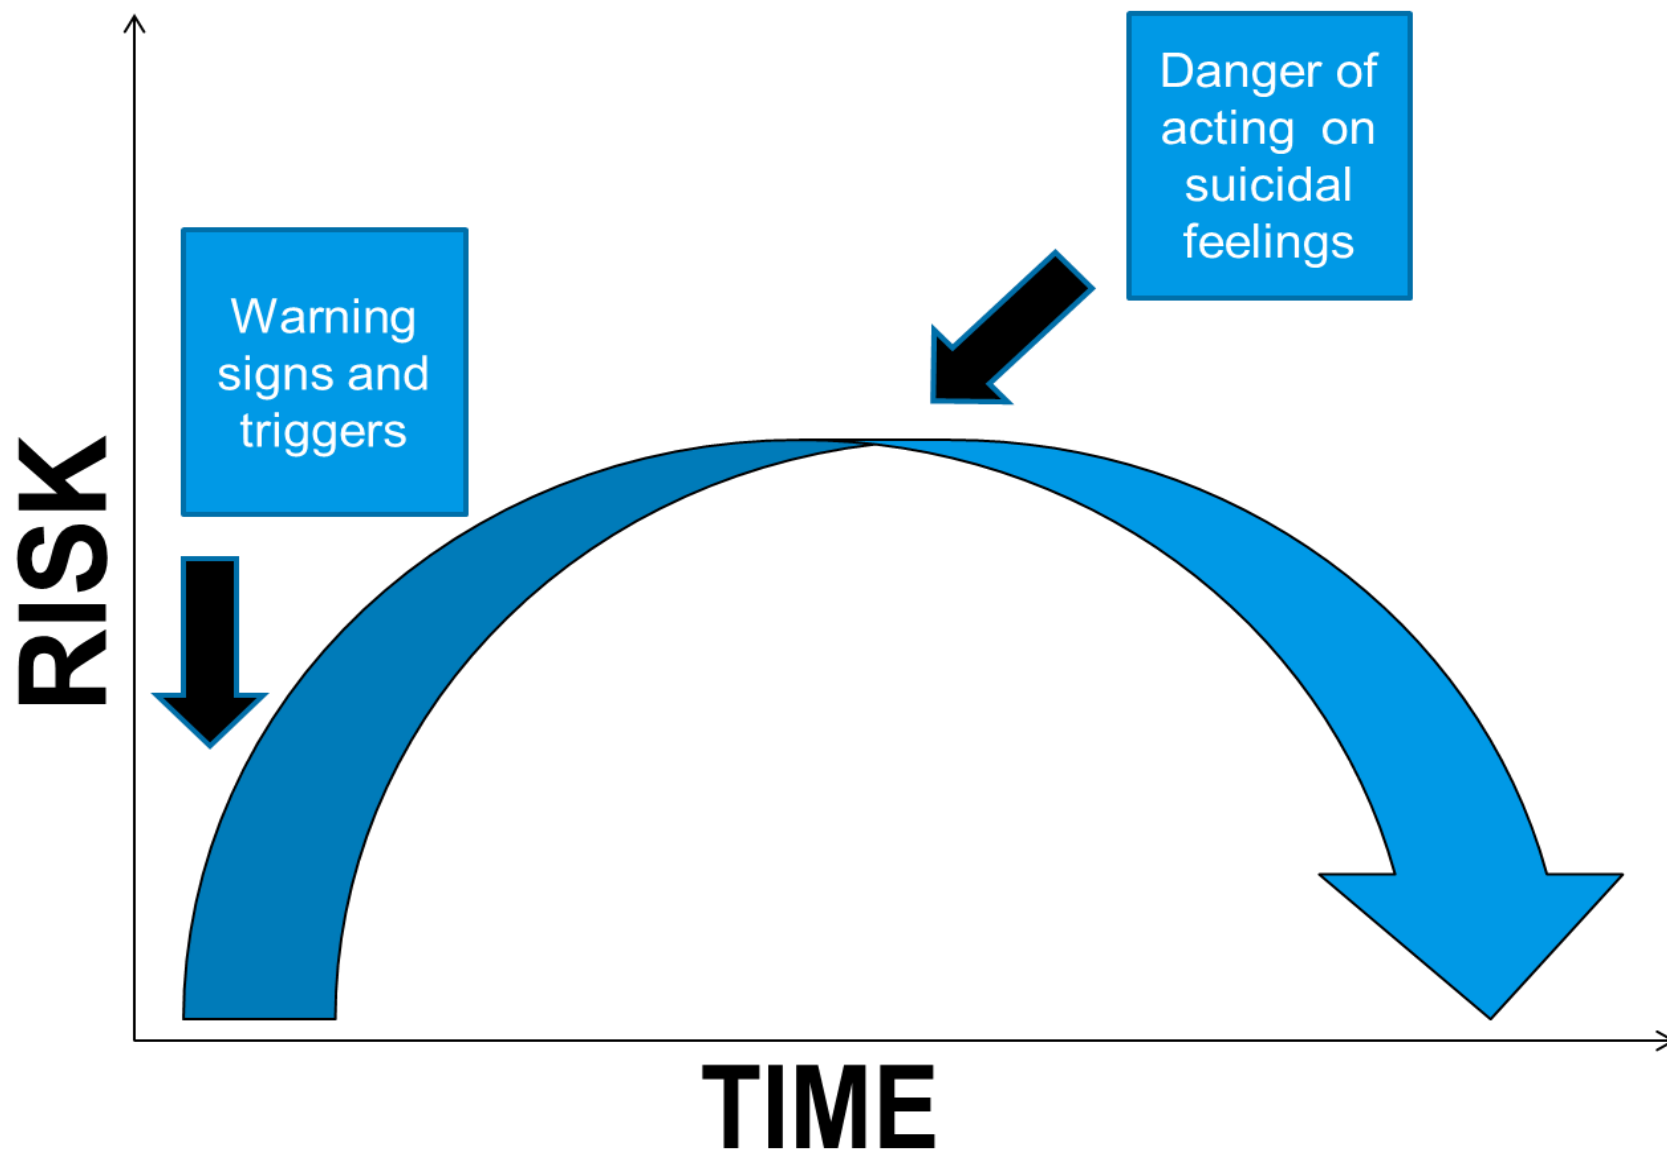 Danger of
acting  on
suicidal
feelings
Warning
signs and
triggers
RISK
TIME